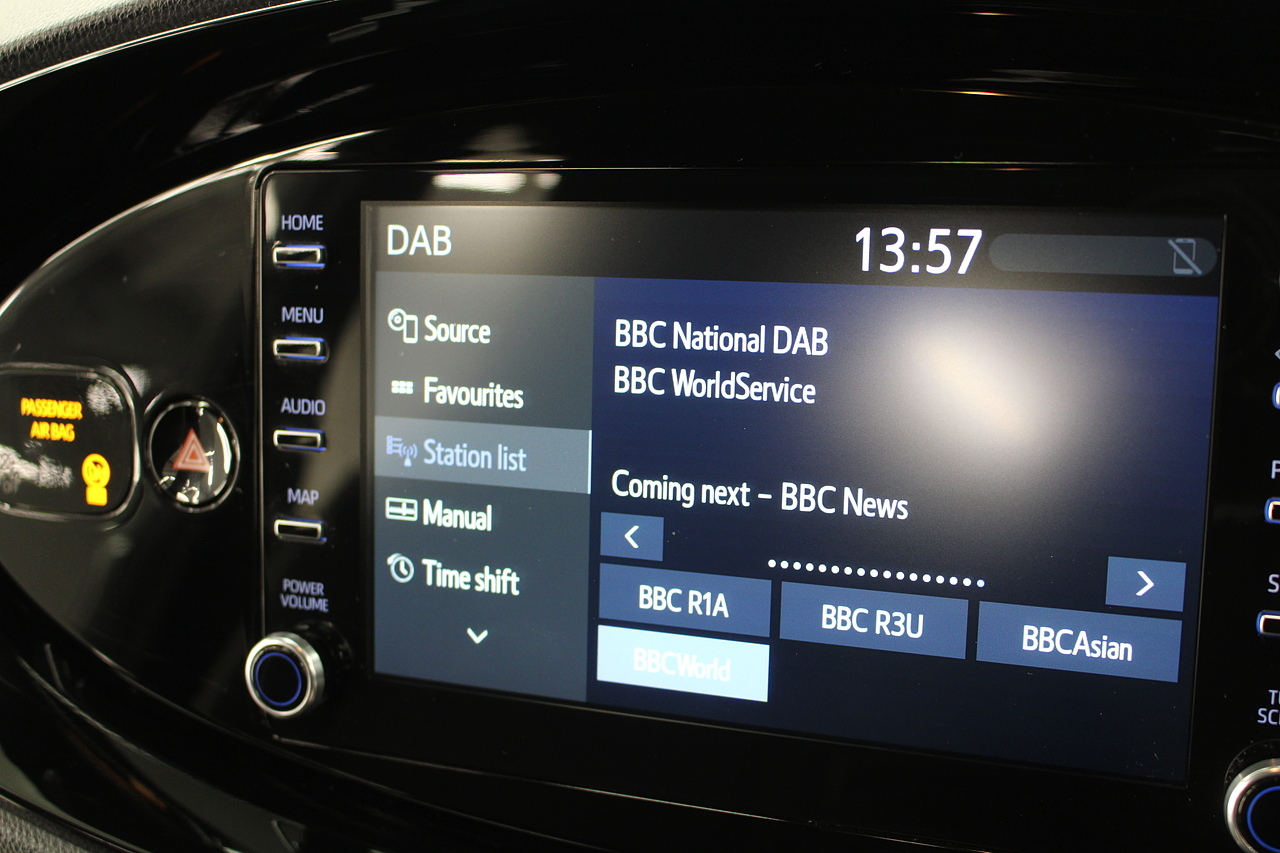 DAB
13:57
HOME
MENU
AUDIO
MAP
POWER
VOLUME
PASSENGER
AIR BAG
Source
Favourites
Station list
Manual
Time shift
BBC National DAB
BBC WorldService
Coming next – BBC News
BBC R1A
BBC R3U
BBCAsian
BBCWorld